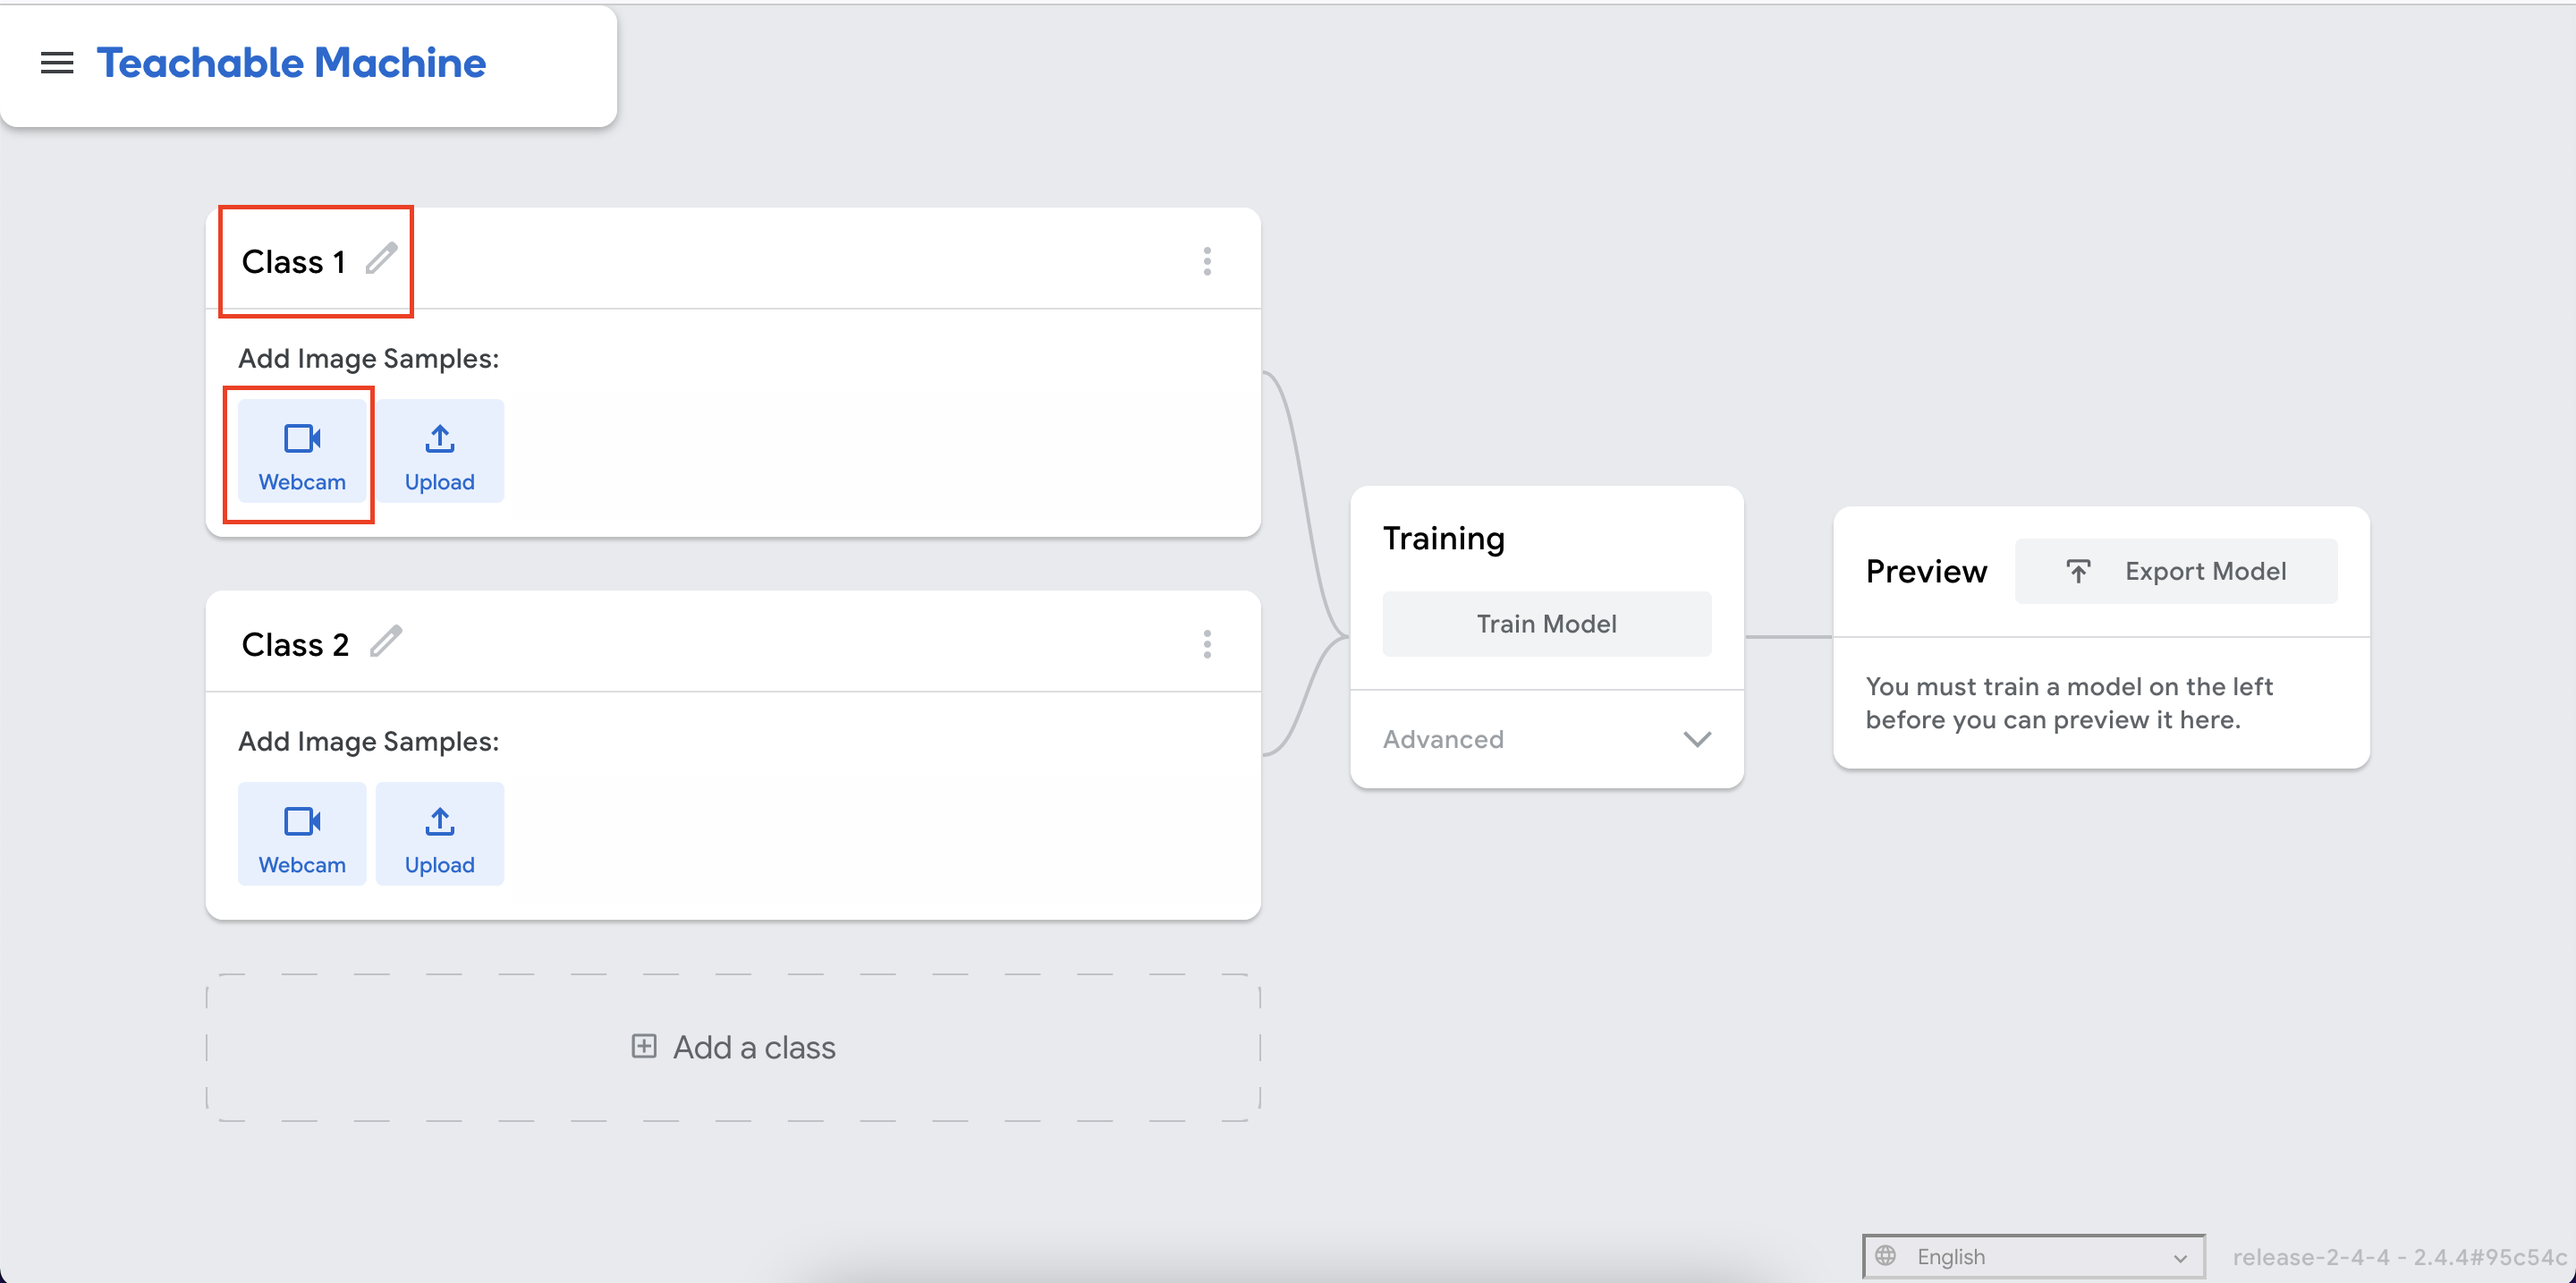 Teachable Machine
Class 1
Add Image Samples:
Webcam
Upload
Class 2
Add Image Samples:
Webcam
Upload
Add a class
Training
Train Model
Advanced
Preview
Export Model
You must train a model on the left
before you can preview it here.
English
release-2-4-4 - 2.4.4#95c54c